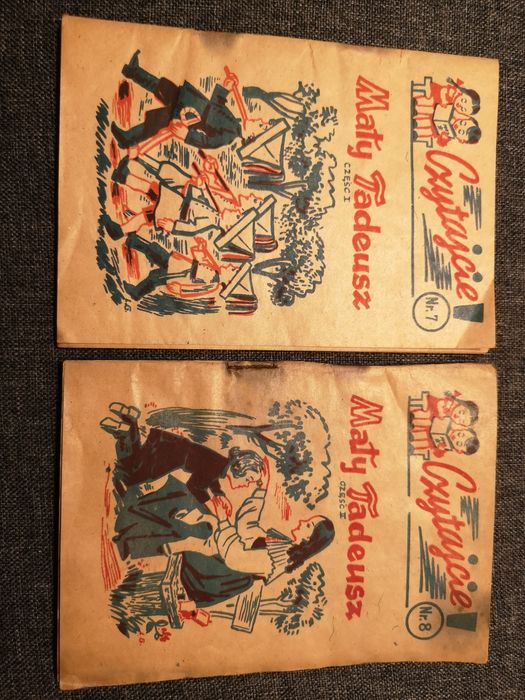 Czytajcie!
Nr. 7
Mały Tadeusz
CZĘŚĆ I
Czytajcie!
Nr. 8
Mały Tadeusz
CZĘŚĆ II